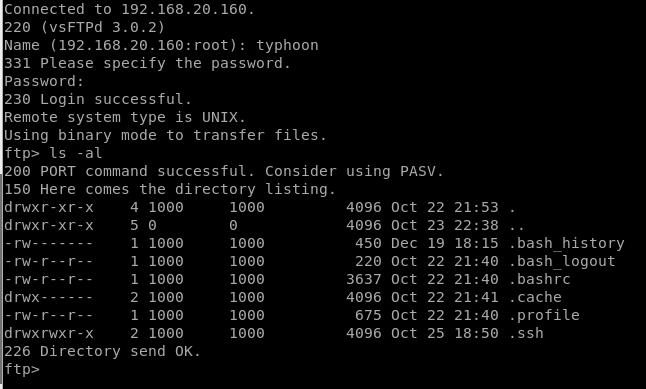 Connected to 192.168.20.160.
220 (vsFTPd 3.0.2)
Name (192.168.20.160:root): typhoon
331 Please specify the password.
Password:
230 Login successful.
Remote system type is UNIX.
Using binary mode to transfer files.
ftp> ls -al
200 PORT command successful. Consider using PASV.
150 Here comes the directory listing.
drwxr-xr-x    4 1000     1000         4096 Oct 22 21:53 .
drwxr-xr-x    5 0        0            4096 Oct 23 22:38 ..
-rw-------    1 1000     1000          450 Dec 19 18:15 .bash_history
-rw-r--r--    1 1000     1000          220 Oct 22 21:40 .bash_logout
-rw-r--r--    1 1000     1000         3637 Oct 22 21:40 .bashrc
drwx------    2 1000     1000         4096 Oct 22 21:41 .cache
-rw-r--r--    1 1000     1000          675 Oct 22 21:40 .profile
drwxrwxr-x    2 1000     1000         4096 Oct 25 18:50 .ssh
226 Directory send OK.
ftp>